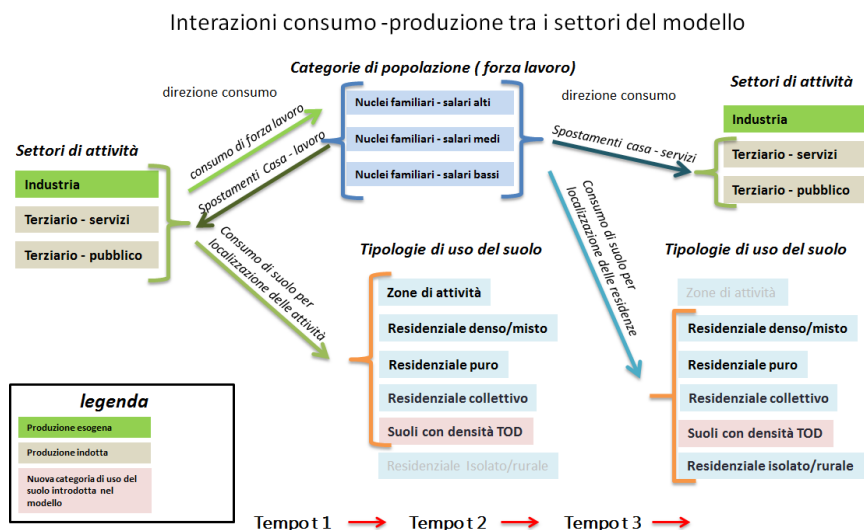 Interazioni consumo -produzione tra i settori del modello
Categorie di popolazione ( forza lavoro)
direzione consumo
Nuclei familiari - salari alti
Nuclei familiari - salari medi
Nuclei familiari - salari bassi
direzione consumo
Settori di attività
Industria
Terziario - servizi
Terziario - pubblico
consumo di forza lavoro
Spostamenti Casa - lavoro
Spostamenti casa - servizi
Settori di attività
Industria
Terziario - servizi
Terziario - pubblico
Consumo di suolo per
localizzazione delle attività
Consumo di suolo per
localizzazione delle residenze
Tipologie di uso del suolo
Zone di attività
Residenziale denso/misto
Residenziale puro
Residenziale collettivo
Suoli con densità TOD
Residenziale Isolato/rurale
Tipologie di uso del suolo
Zone di attività
Residenziale denso/misto
Residenziale puro
Residenziale collettivo
Suoli con densità TOD
Residenziale isolato/rurale
legenda
Produzione esogena
Produzione indotta
Nuova categoria di uso del
suolo introdotta nel
modello
Tempo t 1
Tempo t 2
Tempo t 3